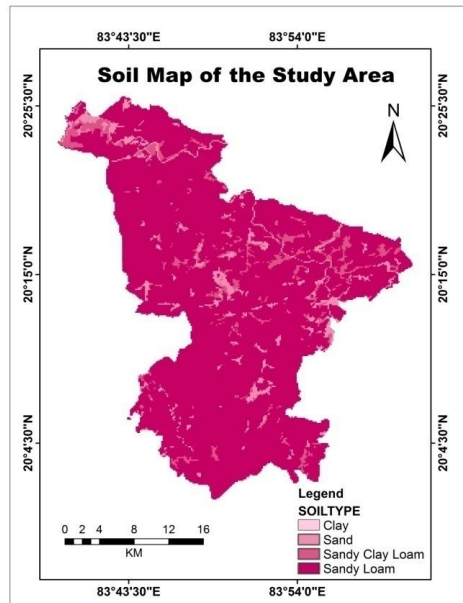 83°43'30"E 83°54'0"E
Soil Map of the Study Area
N
20°25'30"N 20°25'30"N
20°15'0"N 20°15'0"N
20°4'30"N 20°4'30"N
Legend
SOILTYPE
Clay
Sand
Sandy Clay Loam
Sandy Loam
0 2 4 8 12 16
KM
83°43'30"E 83°54'0"E